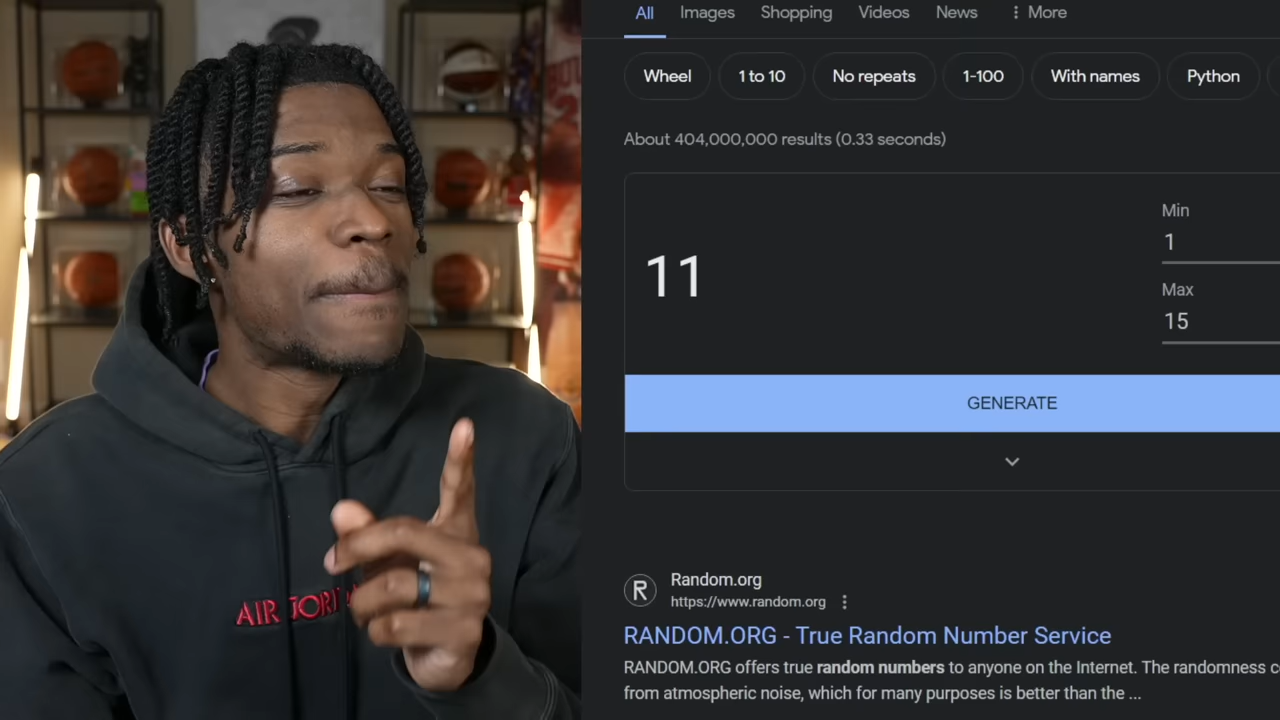 All Images Shopping Videos News More
Wheel 1 to 10 No repeats 1-100 With names Python
About 404,000,000 results (0.33 seconds)
Min
1
11
Max
15
GENERATE
R Random.org
https://www.random.org
RANDOM.ORG - True Random Number Service
RANDOM.ORG offers true random numbers to anyone on the Internet. The randomness
from atmospheric noise, which for many purposes is better than the ...
AIR